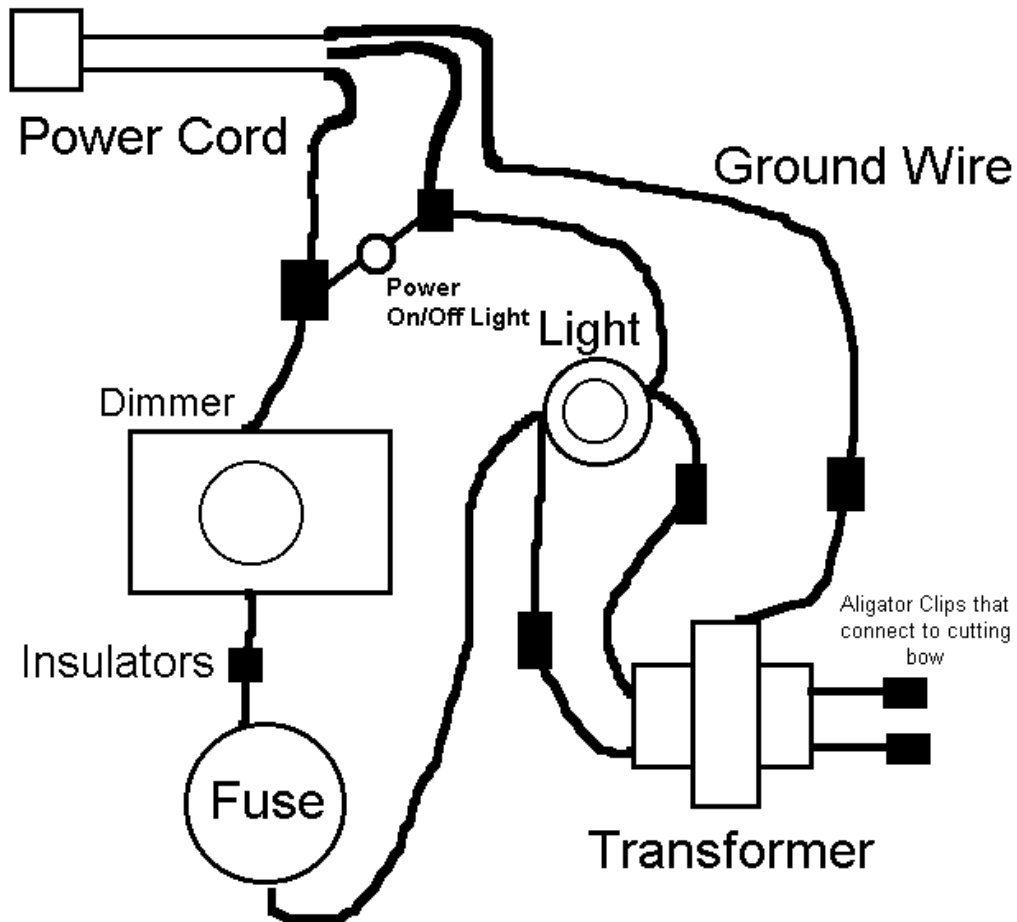 Power Cord
Ground Wire
Power
On/Off Light
Light
Dimmer
Aligator Clips that
connect to cutting
bow
Insulators
Fuse
Transformer